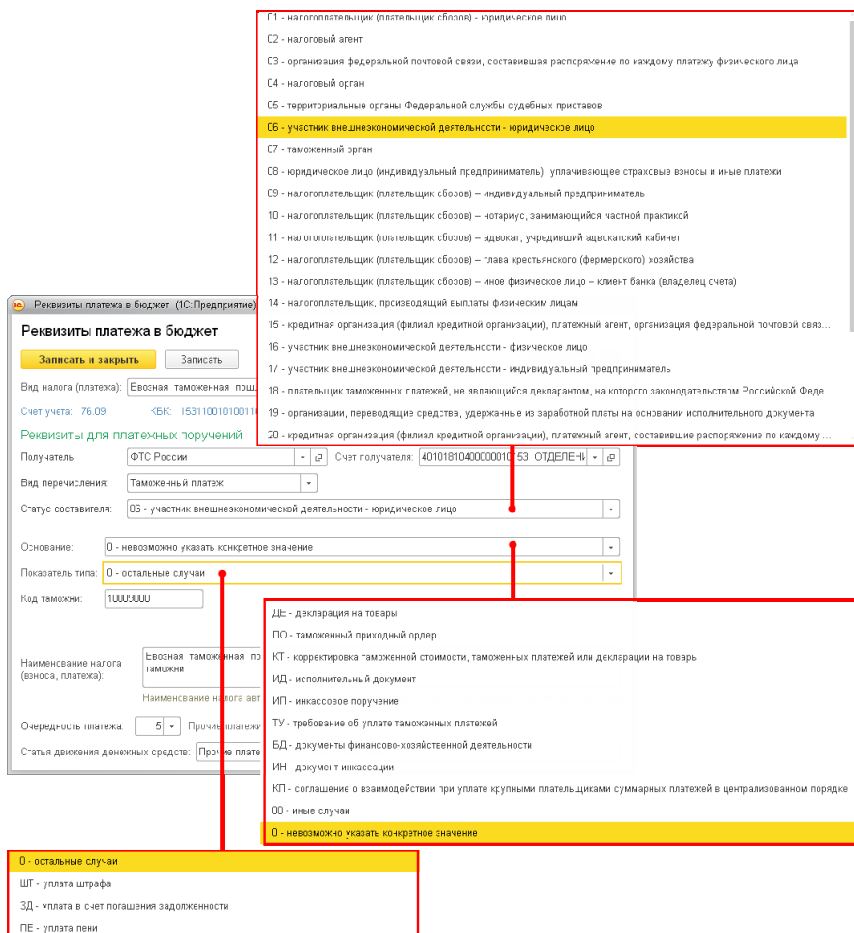 01 - налогоплательщик (плательщик сборов) - юридическое лицо
02 - налоговый агент
03 - организация федеральной почтовой связи, составившая распоряжение по каждому платежу физического лица
04 - налоговый орган
05 - территориальные органы Федеральной службы судебных приставов
06 - участник внешнеэкономической деятельности - юридическое лицо
07 - таможенный орган
08 - юридическое лицо (индивидуальный предприниматель) уплачивающее страховые взносы и иные платежи
09 - налогоплательщик (плательщик сборов) – индивидуальный предприниматель
10 - налогоплательщик (плательщик сборов) – нотариус, занимающийся частной практикой
11 - налогоплательщик (плательщик сборов) – адвокат, учредивший адвокатский кабинет
12 - налогоплательщик (плательщик сборов) – глава крестьянского (фермерского) хозяйства
13 - налогоплательщик (плательщик сборов) – иное физическое лицо – клиент банка (владелец счета)
14 - налогоплательщик, производящий выплаты физическим лицам
15 - кредитная организация (филиал кредитной организации), платежный агент, организация федеральной почтовой связ...
16 - участник внешнеэкономической деятельности - физическое лицо
17 - участник внешнеэкономической деятельности - индивидуальный предприниматель
18 - плательщик таможенных платежей, не являющийся декларантом, на которого законодательством Российской Феде
19 - организации, переводящие средства, удержанные из заработной платы на основании исполнительного документа
20 - кредитная организация (филиал кредитной организации), платежный агент, составившие распоряжение по каждому ...
Реквизиты платежа в бюджет (1С:Предприятие)
Реквизиты платежа в бюджет
Записать и закрыть Записать
Вид налога (платежа): Ввозная таможенная пошл
Счет учета: 76.09 КБК:
Реквизиты для платежных поручений
Получатель ФТС России Счет получателя: ОТДЕЛЕНИ
Вид перечисления: Таможенный платеж
Статус составителя: 06 - участник внешнеэкономической деятельности - юридическое лицо
Основание: 0 - невозможно указать конкретное значение
Показатель типа: 0 - остальные случаи
Код таможни: 10009000
Наименование налога (взноса, платежа): Ввозная таможенная по
таможни
Наименование налога авт
Очередность платежа: 5 Прочие платежи
Статья движения денежных средств: Прочие плате
ДЕ - декларация на товары
ПО - таможенный приходный ордер
КТ - корректировка таможенной стоимости, таможенных платежей или декларации на товары
ИД - исполнительный документ
ИП - инкассовое поручение
ТУ - требование об уплате таможенных платежей
БД - документы финансово-хозяйственной деятельности
ИН - документ инкассации
КП - соглашение о взаимодействии при уплате крупными плательщиками суммарных платежей в централизованном порядке
00 - иные случаи
0 - невозможно указать конкретное значение
0 - остальные случаи
ШТ - уплата штрафа
ЗД - уплата в счет погашения задолженности
ПЕ - уплата пени